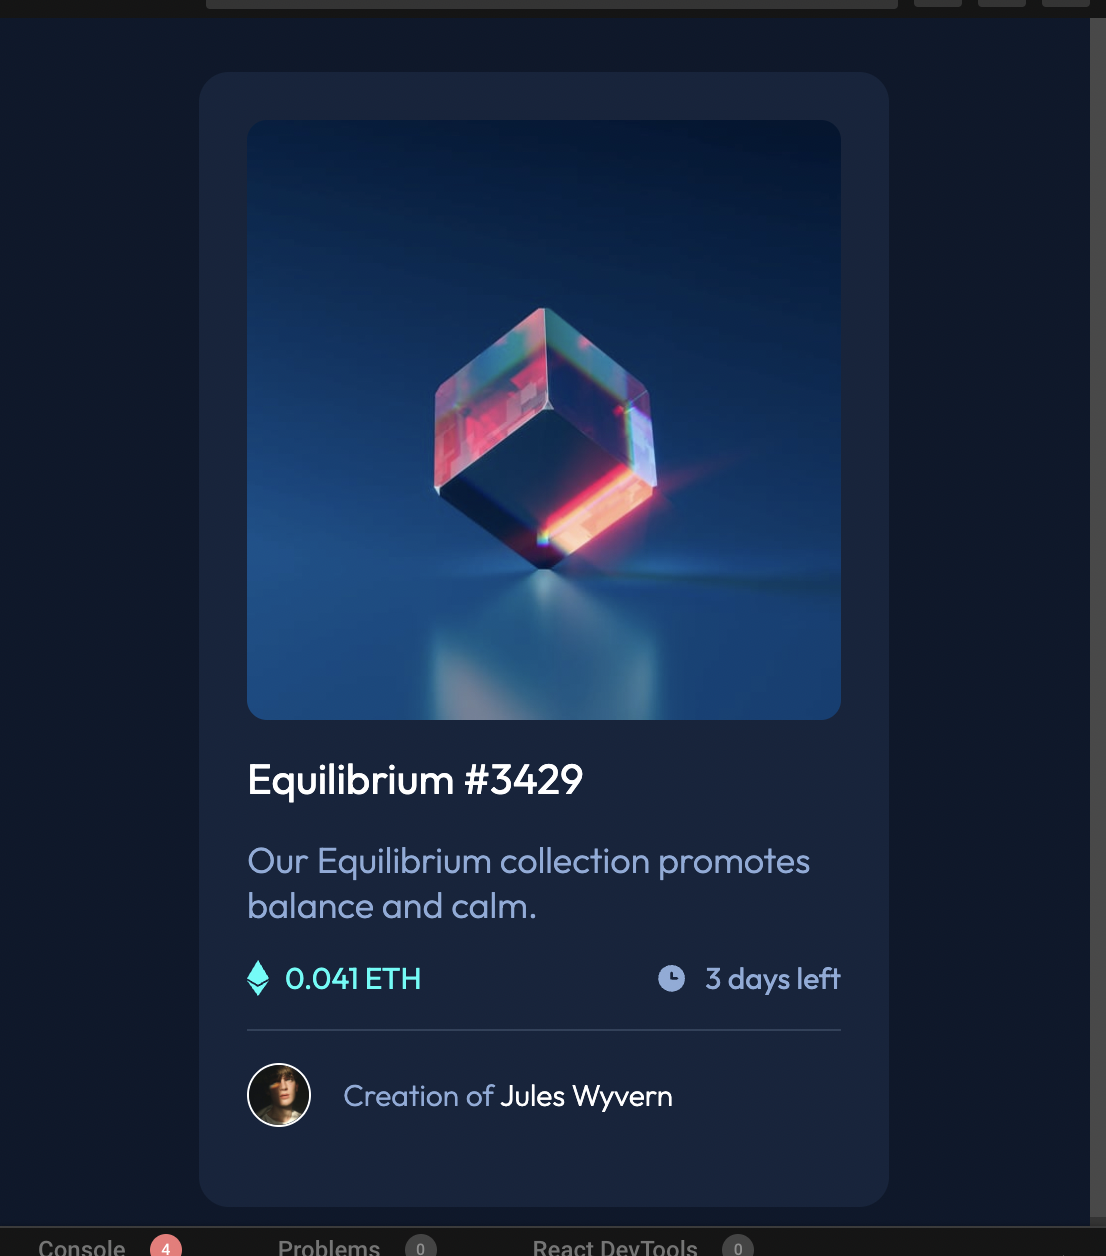 Equilibrium #3429
Our Equilibrium collection promotes
balance and calm.
0.041 ETH
3 days left
Creation of Jules Wyvern
Console 4 Problems 0 React DevTools 0